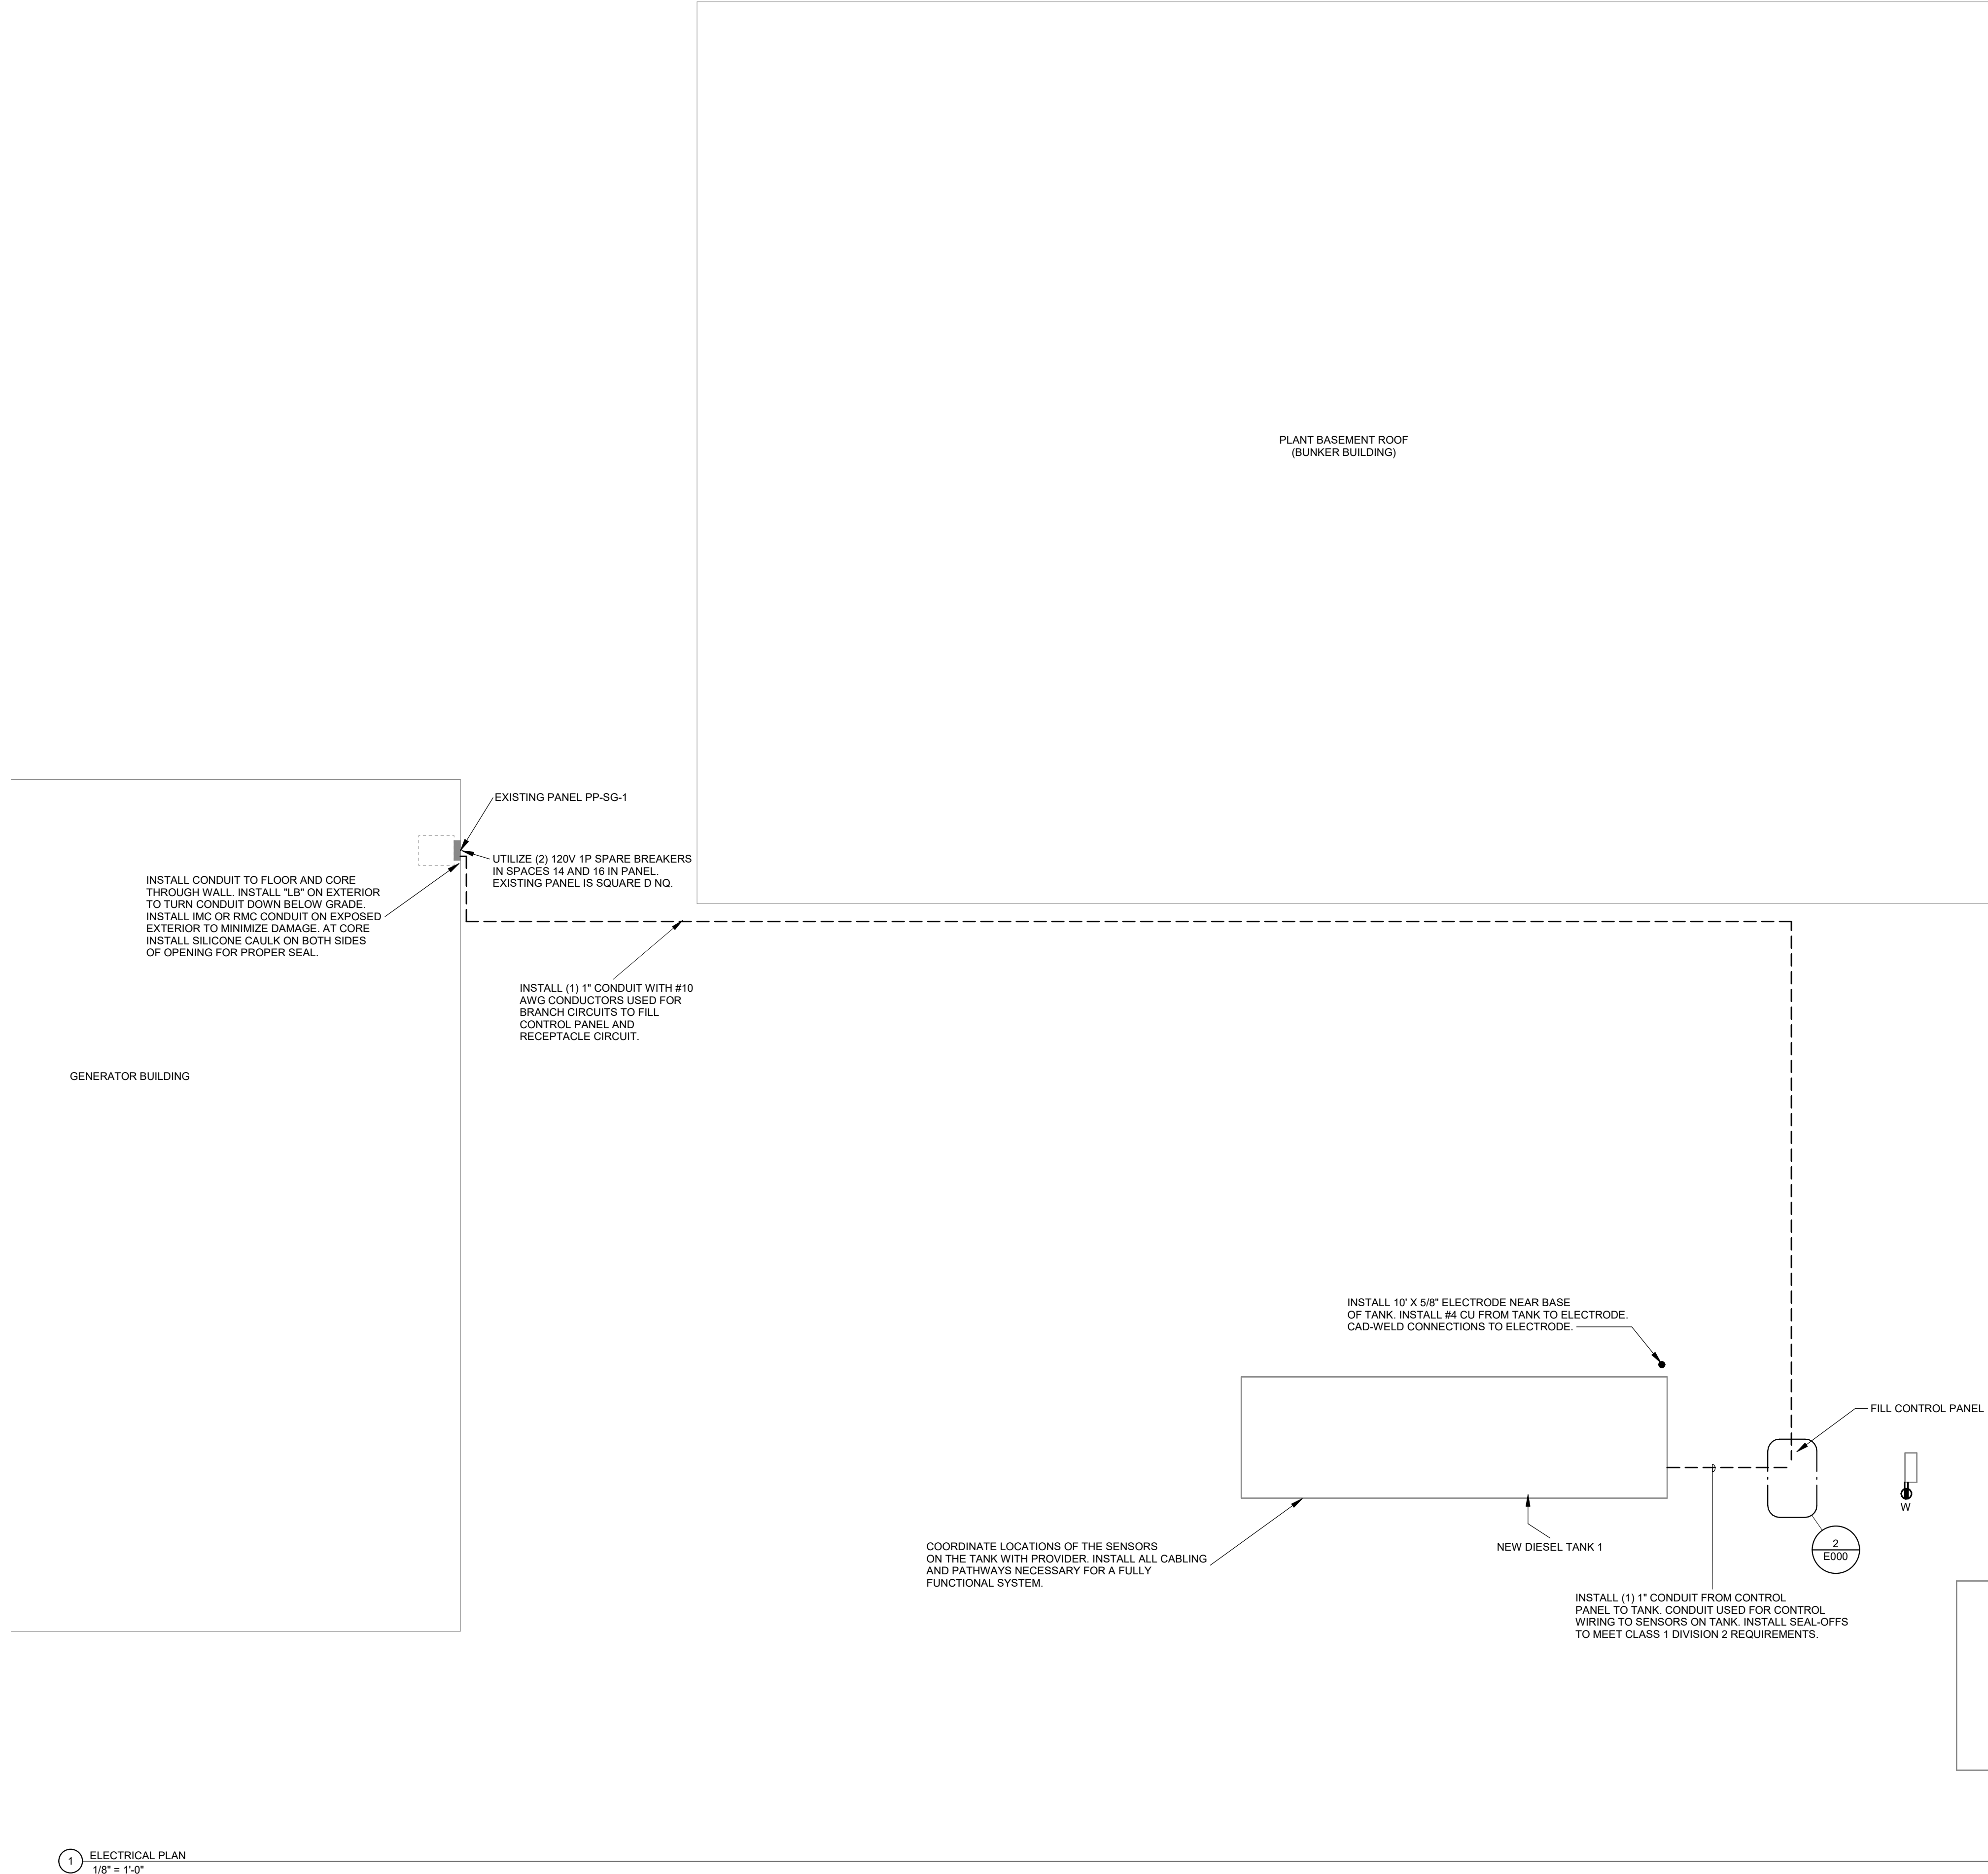 PLANT BASEMENT ROOF
(BUNKER BUILDING)
EXISTING PANEL PP-SG-1
UTILIZE (2) 120V 1P SPARE BREAKERS
IN SPACES 14 AND 16 IN PANEL.
EXISTING PANEL IS SQUARE D NQ.
INSTALL CONDUIT TO FLOOR AND CORE
THROUGH WALL. INSTALL "LB" ON EXTERIOR
TO TURN CONDUIT DOWN BELOW GRADE.
INSTALL IMC OR RMC CONDUIT ON EXPOSED
EXTERIOR TO MINIMIZE DAMAGE. AT CORE
INSTALL SILICONE CAULK ON BOTH SIDES
OF OPENING FOR PROPER SEAL.
INSTALL (1) 1" CONDUIT WITH #10
AWG CONDUCTORS USED FOR
BRANCH CIRCUITS TO FILL
CONTROL PANEL AND
RECEPTACLE CIRCUIT.
GENERATOR BUILDING
INSTALL 10' X 5/8" ELECTRODE NEAR BASE
OF TANK. INSTALL #4 CU FROM TANK TO ELECTRODE.
CAD-WELD CONNECTIONS TO ELECTRODE.
FILL CONTROL PANEL
W
COORDINATE LOCATIONS OF THE SENSORS
ON THE TANK WITH PROVIDER. INSTALL ALL CABLING
AND PATHWAYS NECESSARY FOR A FULLY
FUNCTIONAL SYSTEM.
NEW DIESEL TANK 1
2
E000
INSTALL (1) 1" CONDUIT FROM CONTROL
PANEL TO TANK. CONDUIT USED FOR CONTROL
WIRING TO SENSORS ON TANK. INSTALL SEAL-OFFS
TO MEET CLASS 1 DIVISION 2 REQUIREMENTS.
1
ELECTRICAL PLAN
1/8" = 1'-0"